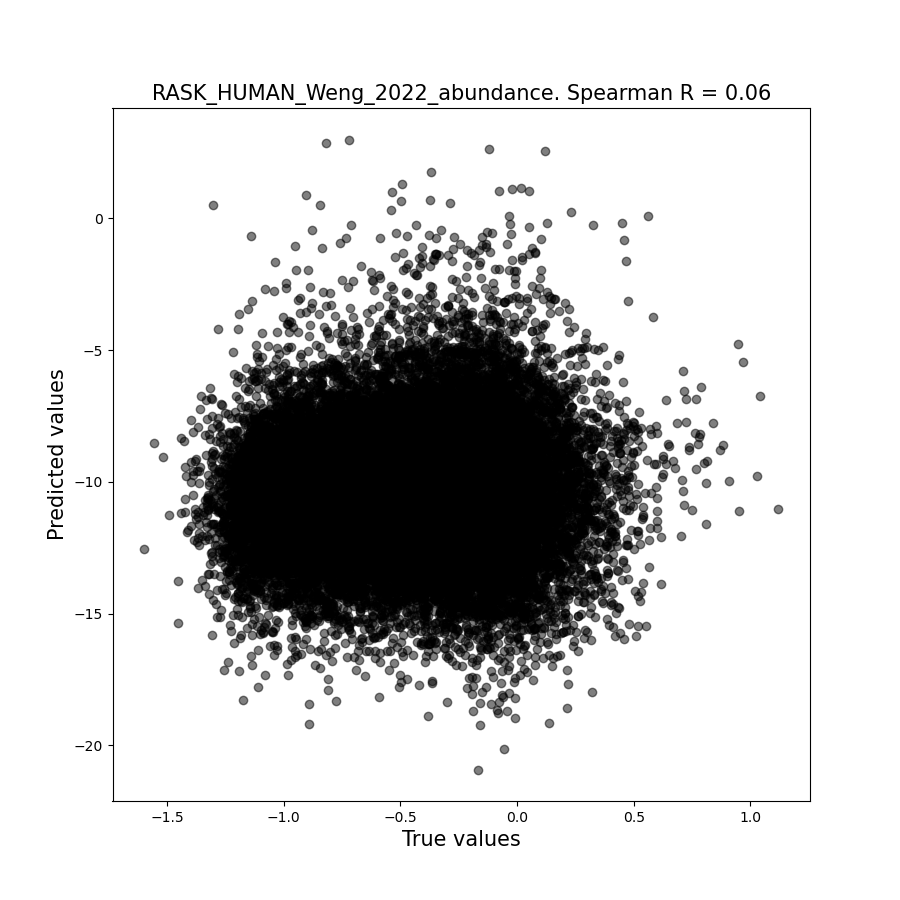 RASK_HUMAN_Weng_2022_abundance. Spearman R = 0.06
Predicted values
0
−5
−10
−15
−20
−1.5 −1.0 −0.5 0.0 0.5 1.0
True values